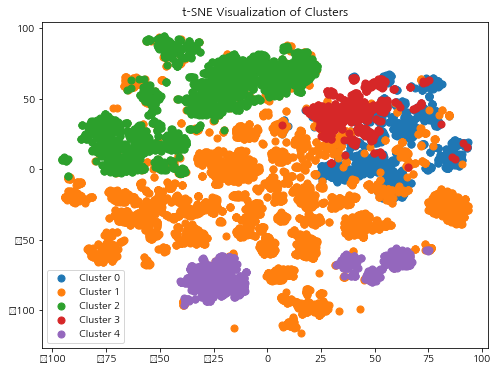 t-SNE Visualization of Clusters
100
50
0
▯50
▯100
Cluster 0
Cluster 1
Cluster 2
Cluster 3
Cluster 4
▯100 ▯75 ▯50 ▯25 0 25 50 75 100